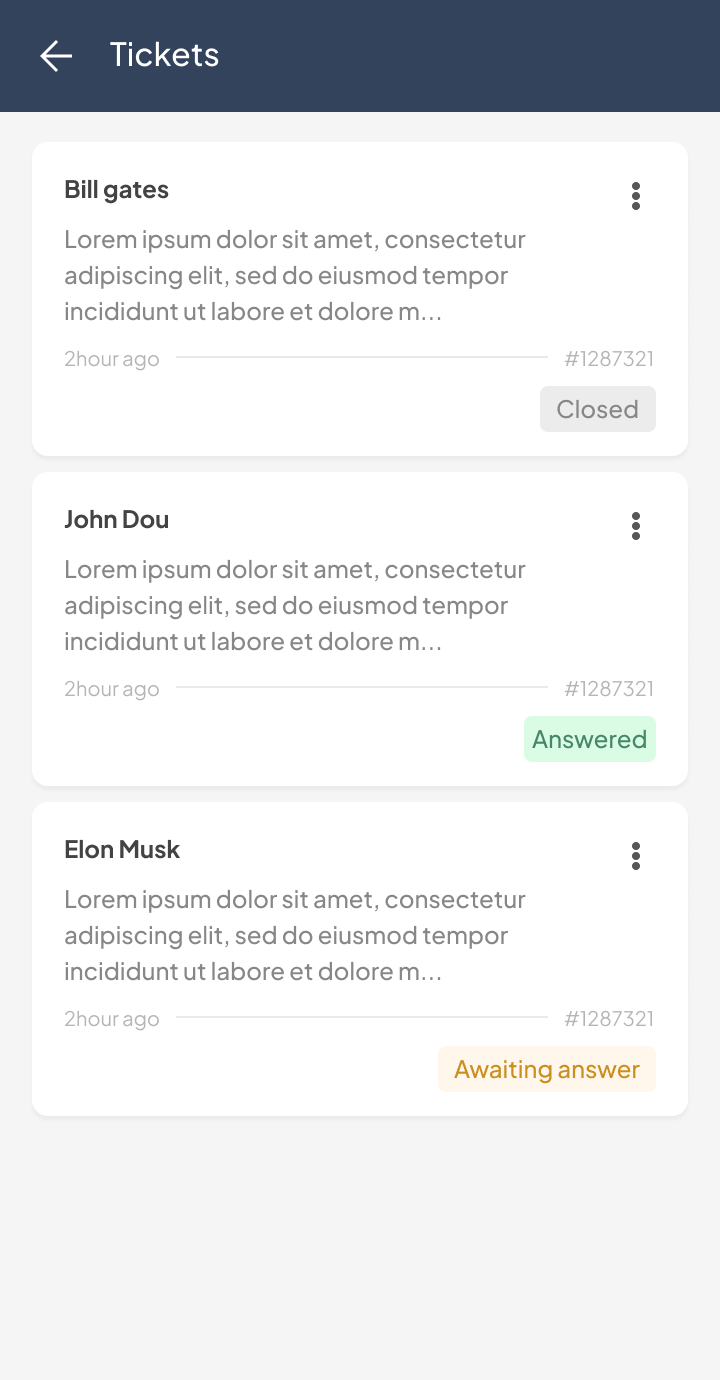 Tickets
Bill gates
Lorem ipsum dolor sit amet, consectetur
adipiscing elit, sed do eiusmod tempor
incididunt ut labore et dolore m...
2hour ago #1287321
Closed
John Dou
Lorem ipsum dolor sit amet, consectetur
adipiscing elit, sed do eiusmod tempor
incididunt ut labore et dolore m...
2hour ago #1287321
Answered
Elon Musk
Lorem ipsum dolor sit amet, consectetur
adipiscing elit, sed do eiusmod tempor
incididunt ut labore et dolore m...
2hour ago #1287321
Awaiting answer